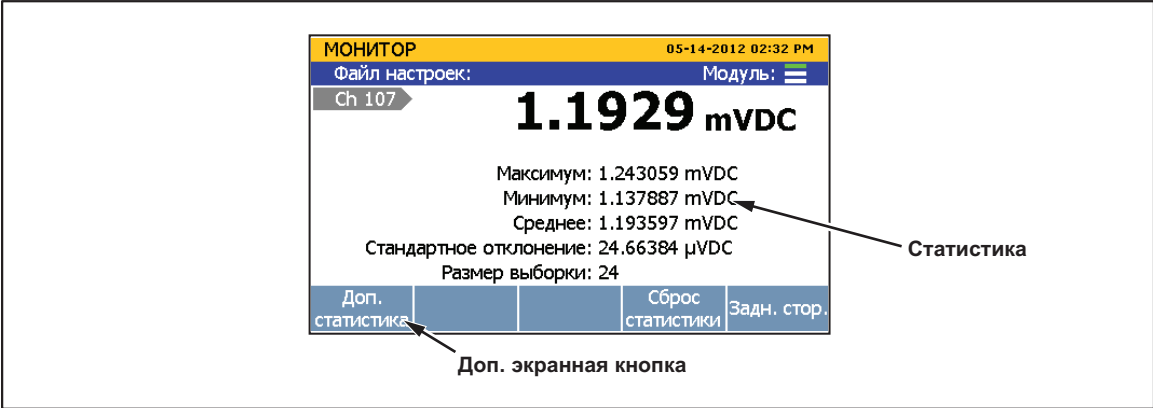 МОНИТОР 05-14-2012 02:32 PM
Файл настроек: Модуль:
Ch 107
1.1929 mVDC
Максимум: 1.243059 mVDC
Минимум: 1.137887 mVDC
Среднее: 1.193597 mVDC
Стандартное отклонение: 24.66384 µVDC
Размер выборки: 24
Статистика
Доп. статистика
Сброс статистики
Задн. стор.
Доп. экранная кнопка